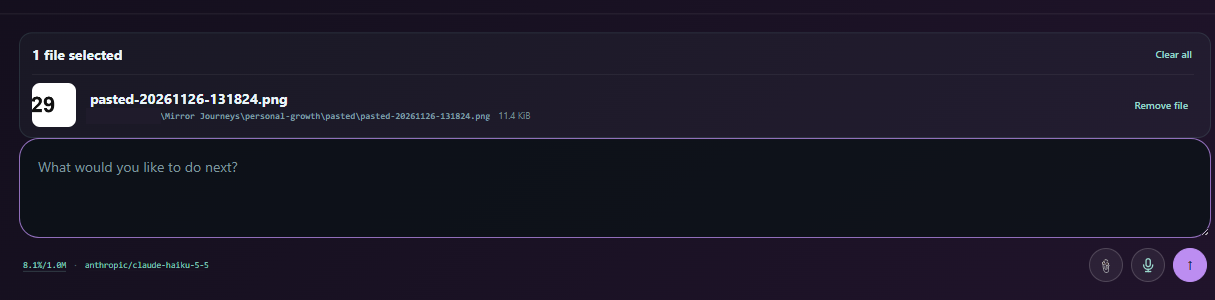 1 file selected
Clear all
29
pasted-20261126-131824.png
\Mirror Journeys\personal-growth\pasted\pasted-20261126-131824.png 11.4 KiB
Remove file
What would you like to do next?
8.1%/1.0M · anthropic/claude-haiku-5-5
↑